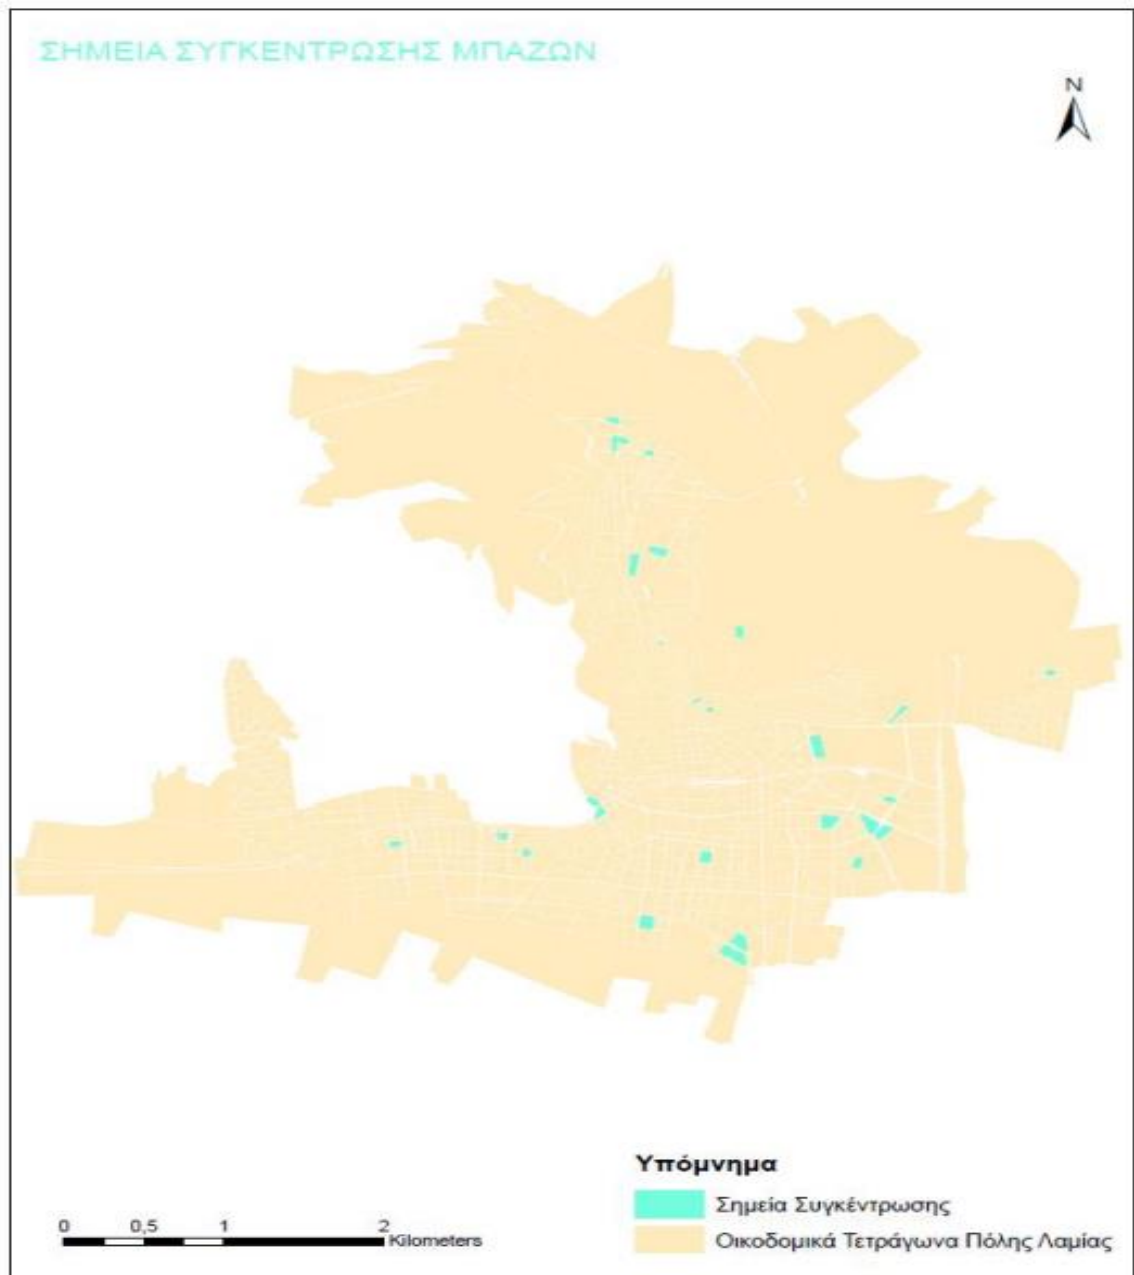 ΣΗΜΕΙΑ ΣΥΓΚΕΝΤΡΩΣΗΣ ΜΠΑΖΩΝ
N
Υπόμνημα
Σημεία Συγκέντρωσης
Οικοδομικά Τετράγωνα Πόλης Λαμίας
0 0,5 1 2
Kilometers